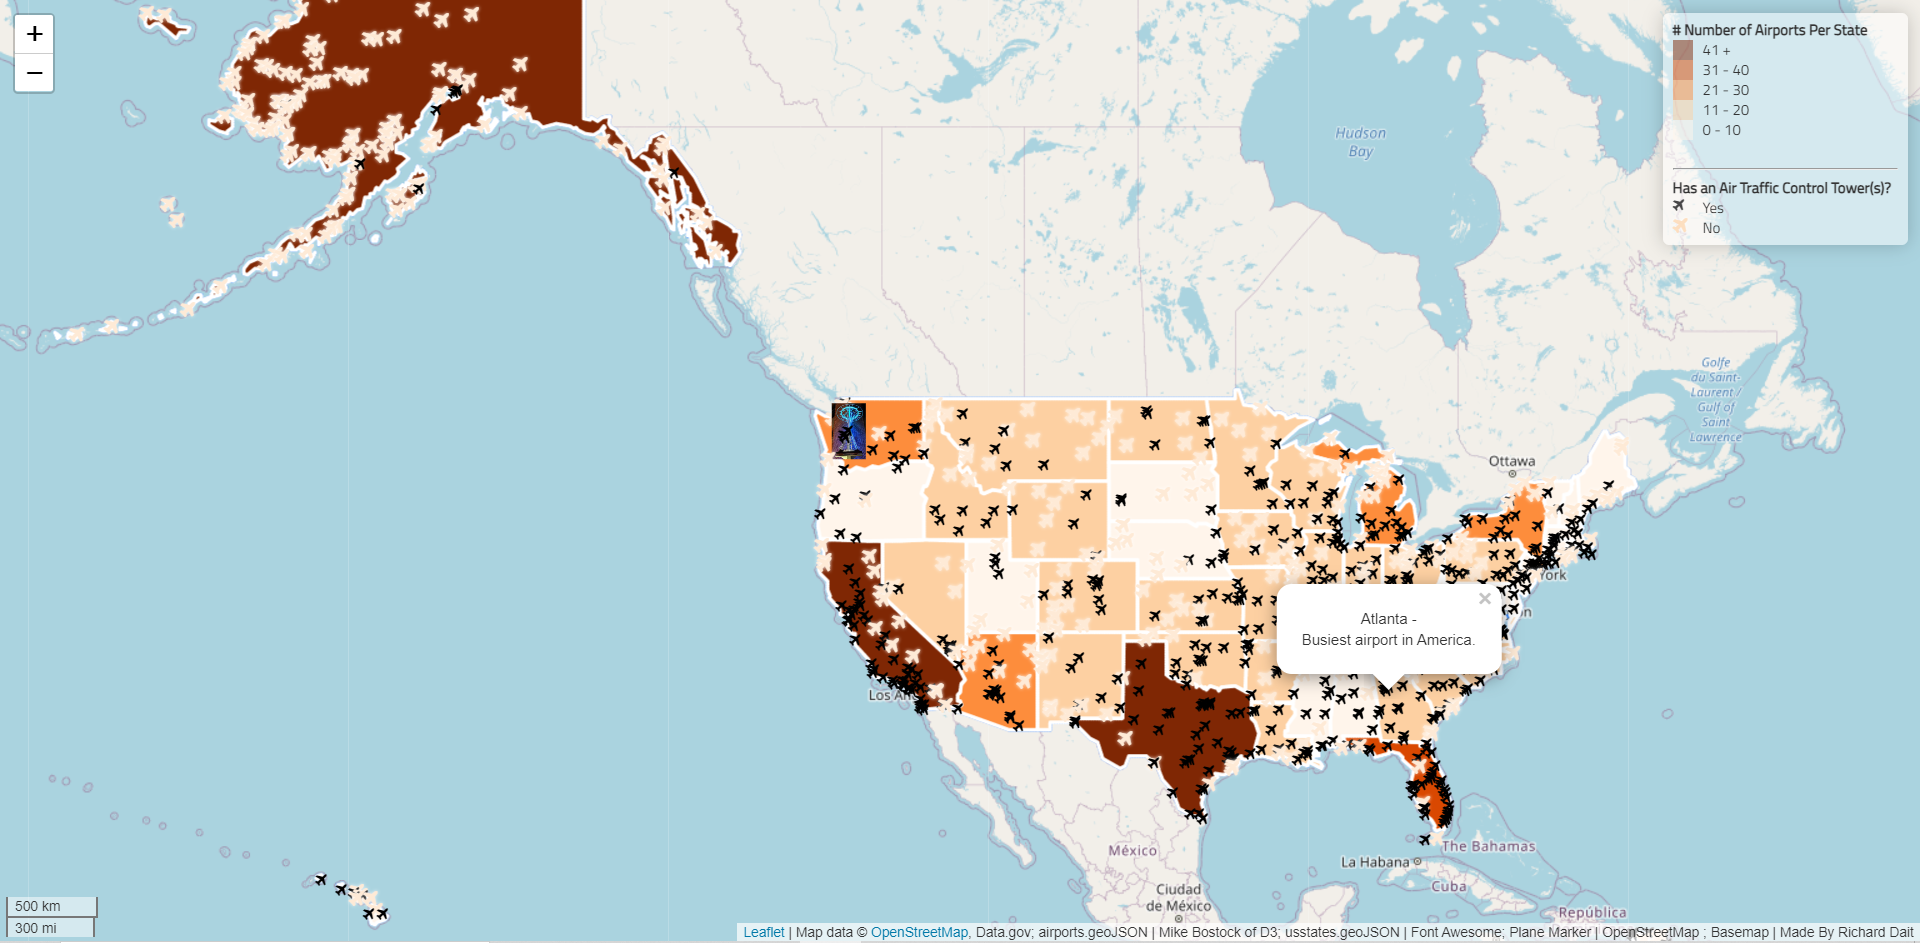 +
−
# Number of Airports Per State
41 +
31 - 40
21 - 30
11 - 20
0 - 10
Has an Air Traffic Control Tower(s)?
Yes
No
Hudson
Bay
Golfe
du Saint-
Laurent /
Gulf of
Saint
Lawrence
Ottawa
York
×
Atlanta -
Busiest airport in America.
Los An
México
Ciudad
de México
La Habana
The Bahamas
Cuba
República
500 km
300 mi
Leaflet | Map data © OpenStreetMap, Data.gov; airports.geoJSON | Mike Bostock of D3; usstates.geoJSON | Font Awesome; Plane Marker | OpenStreetMap ; Basemap | Made By Richard Dait